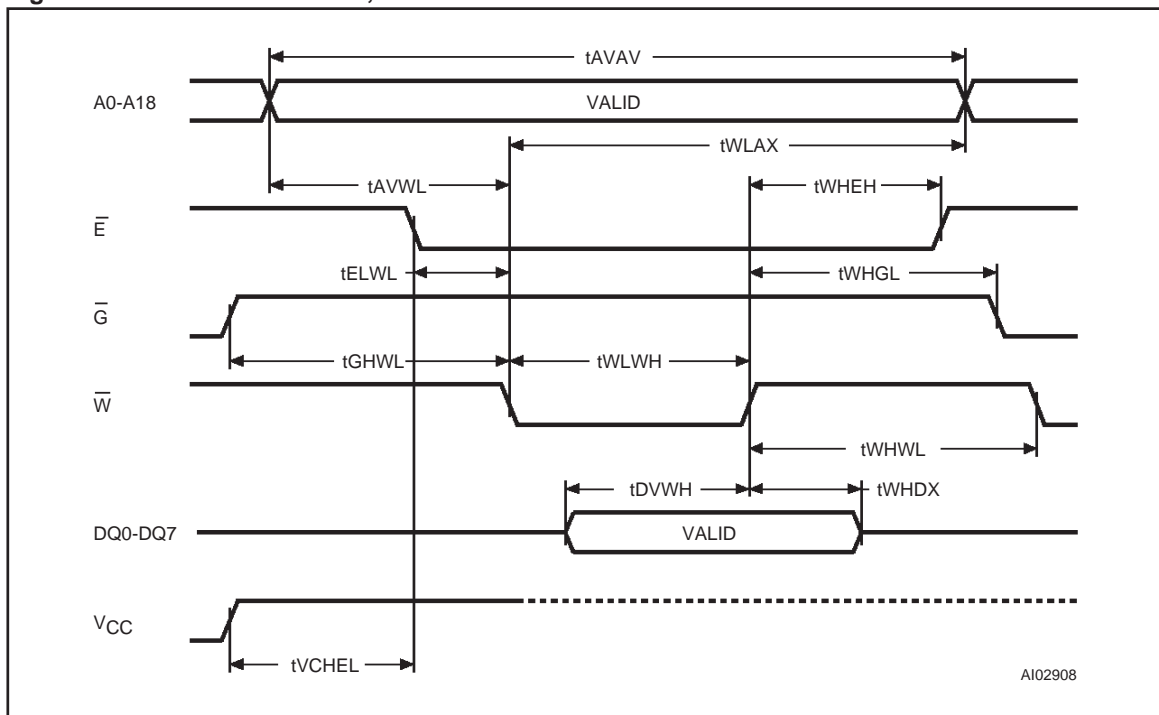 tAVAV
A0-A18
VALID
tWLAX
tAVWL
tWHEH
E
tELWL
tWHGL
G
tGHWL
tWLWH
W
tWHWL
tDVWH
tWHDX
DQ0-DQ7
VALID
VCC
tVCHEL
AI02908